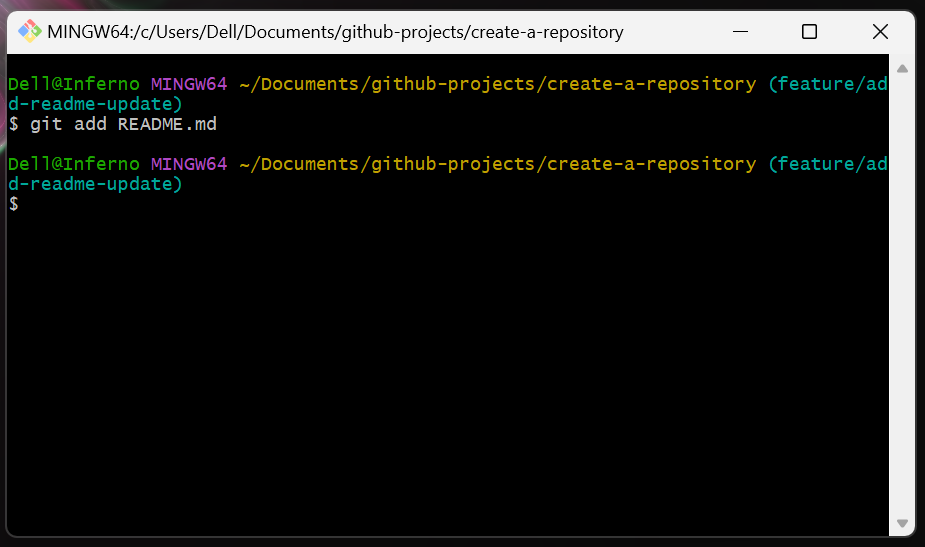 MINGW64:/c/Users/Dell/Documents/github-projects/create-a-repository
Dell@Inferno MINGW64 ~/Documents/github-projects/create-a-repository (feature/ad
d-readme-update)
$ git add README.md
Dell@Inferno MINGW64 ~/Documents/github-projects/create-a-repository (feature/ad
d-readme-update)
$